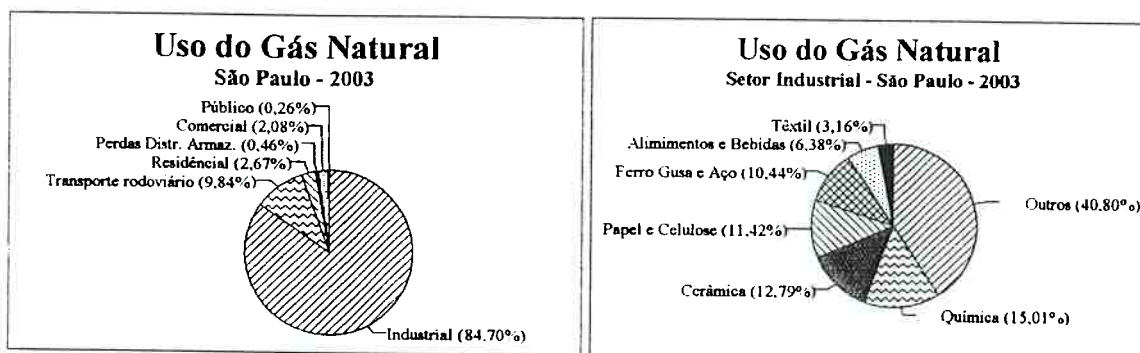 Uso do Gás Natural
São Paulo - 2003
Público (0,26%)
Comercial (2,08%)
Perdas Distr. Armaz. (0,46%)
Residêncial (2,67%)
Transporte rodoviário (9,84%)
Industrial (84,70%)
Uso do Gás Natural
Setor Industrial - São Paulo - 2003
Têxtil (3,16%)
Alimimentos e Bebidas (6,38%)
Ferro Gusa e Aço (10,44%)
Outros (40,80%)
Papel e Celulose (11,42%)
Cerâmica (12,79%)
Química (15,01%)